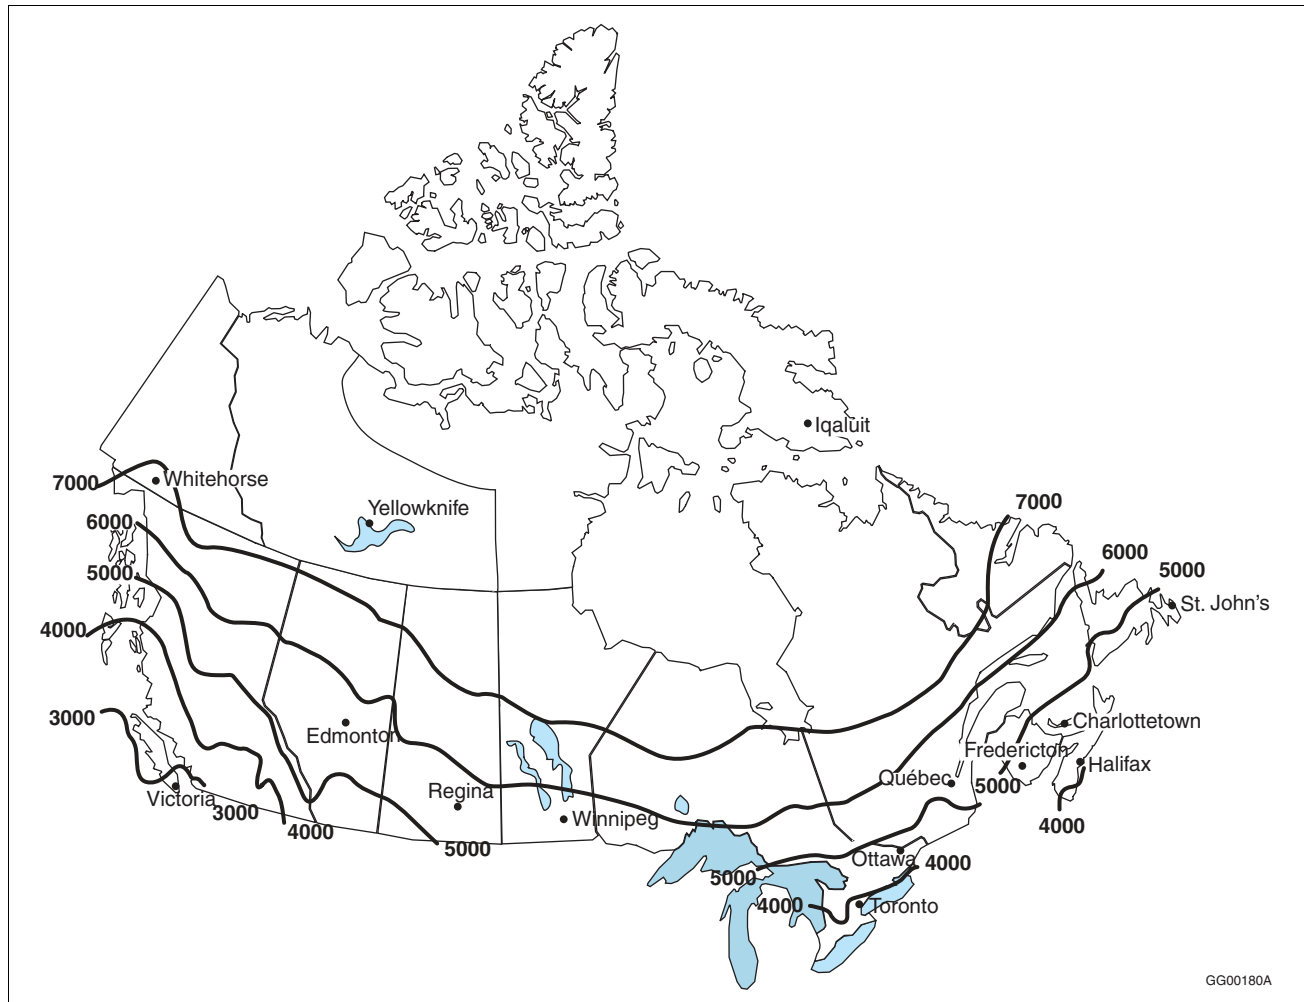 Iqaluit
7000
Whitehorse
7000
Yellowknife
6000
6000
5000
5000
St. John's
4000
3000
Charlottetown
Edmonton
Fredericton
Halifax
Québec
5000
Victoria
3000
Regina
Winnipeg
4000
4000
5000
Ottawa
4000
5000
4000
Toronto
GG00180A